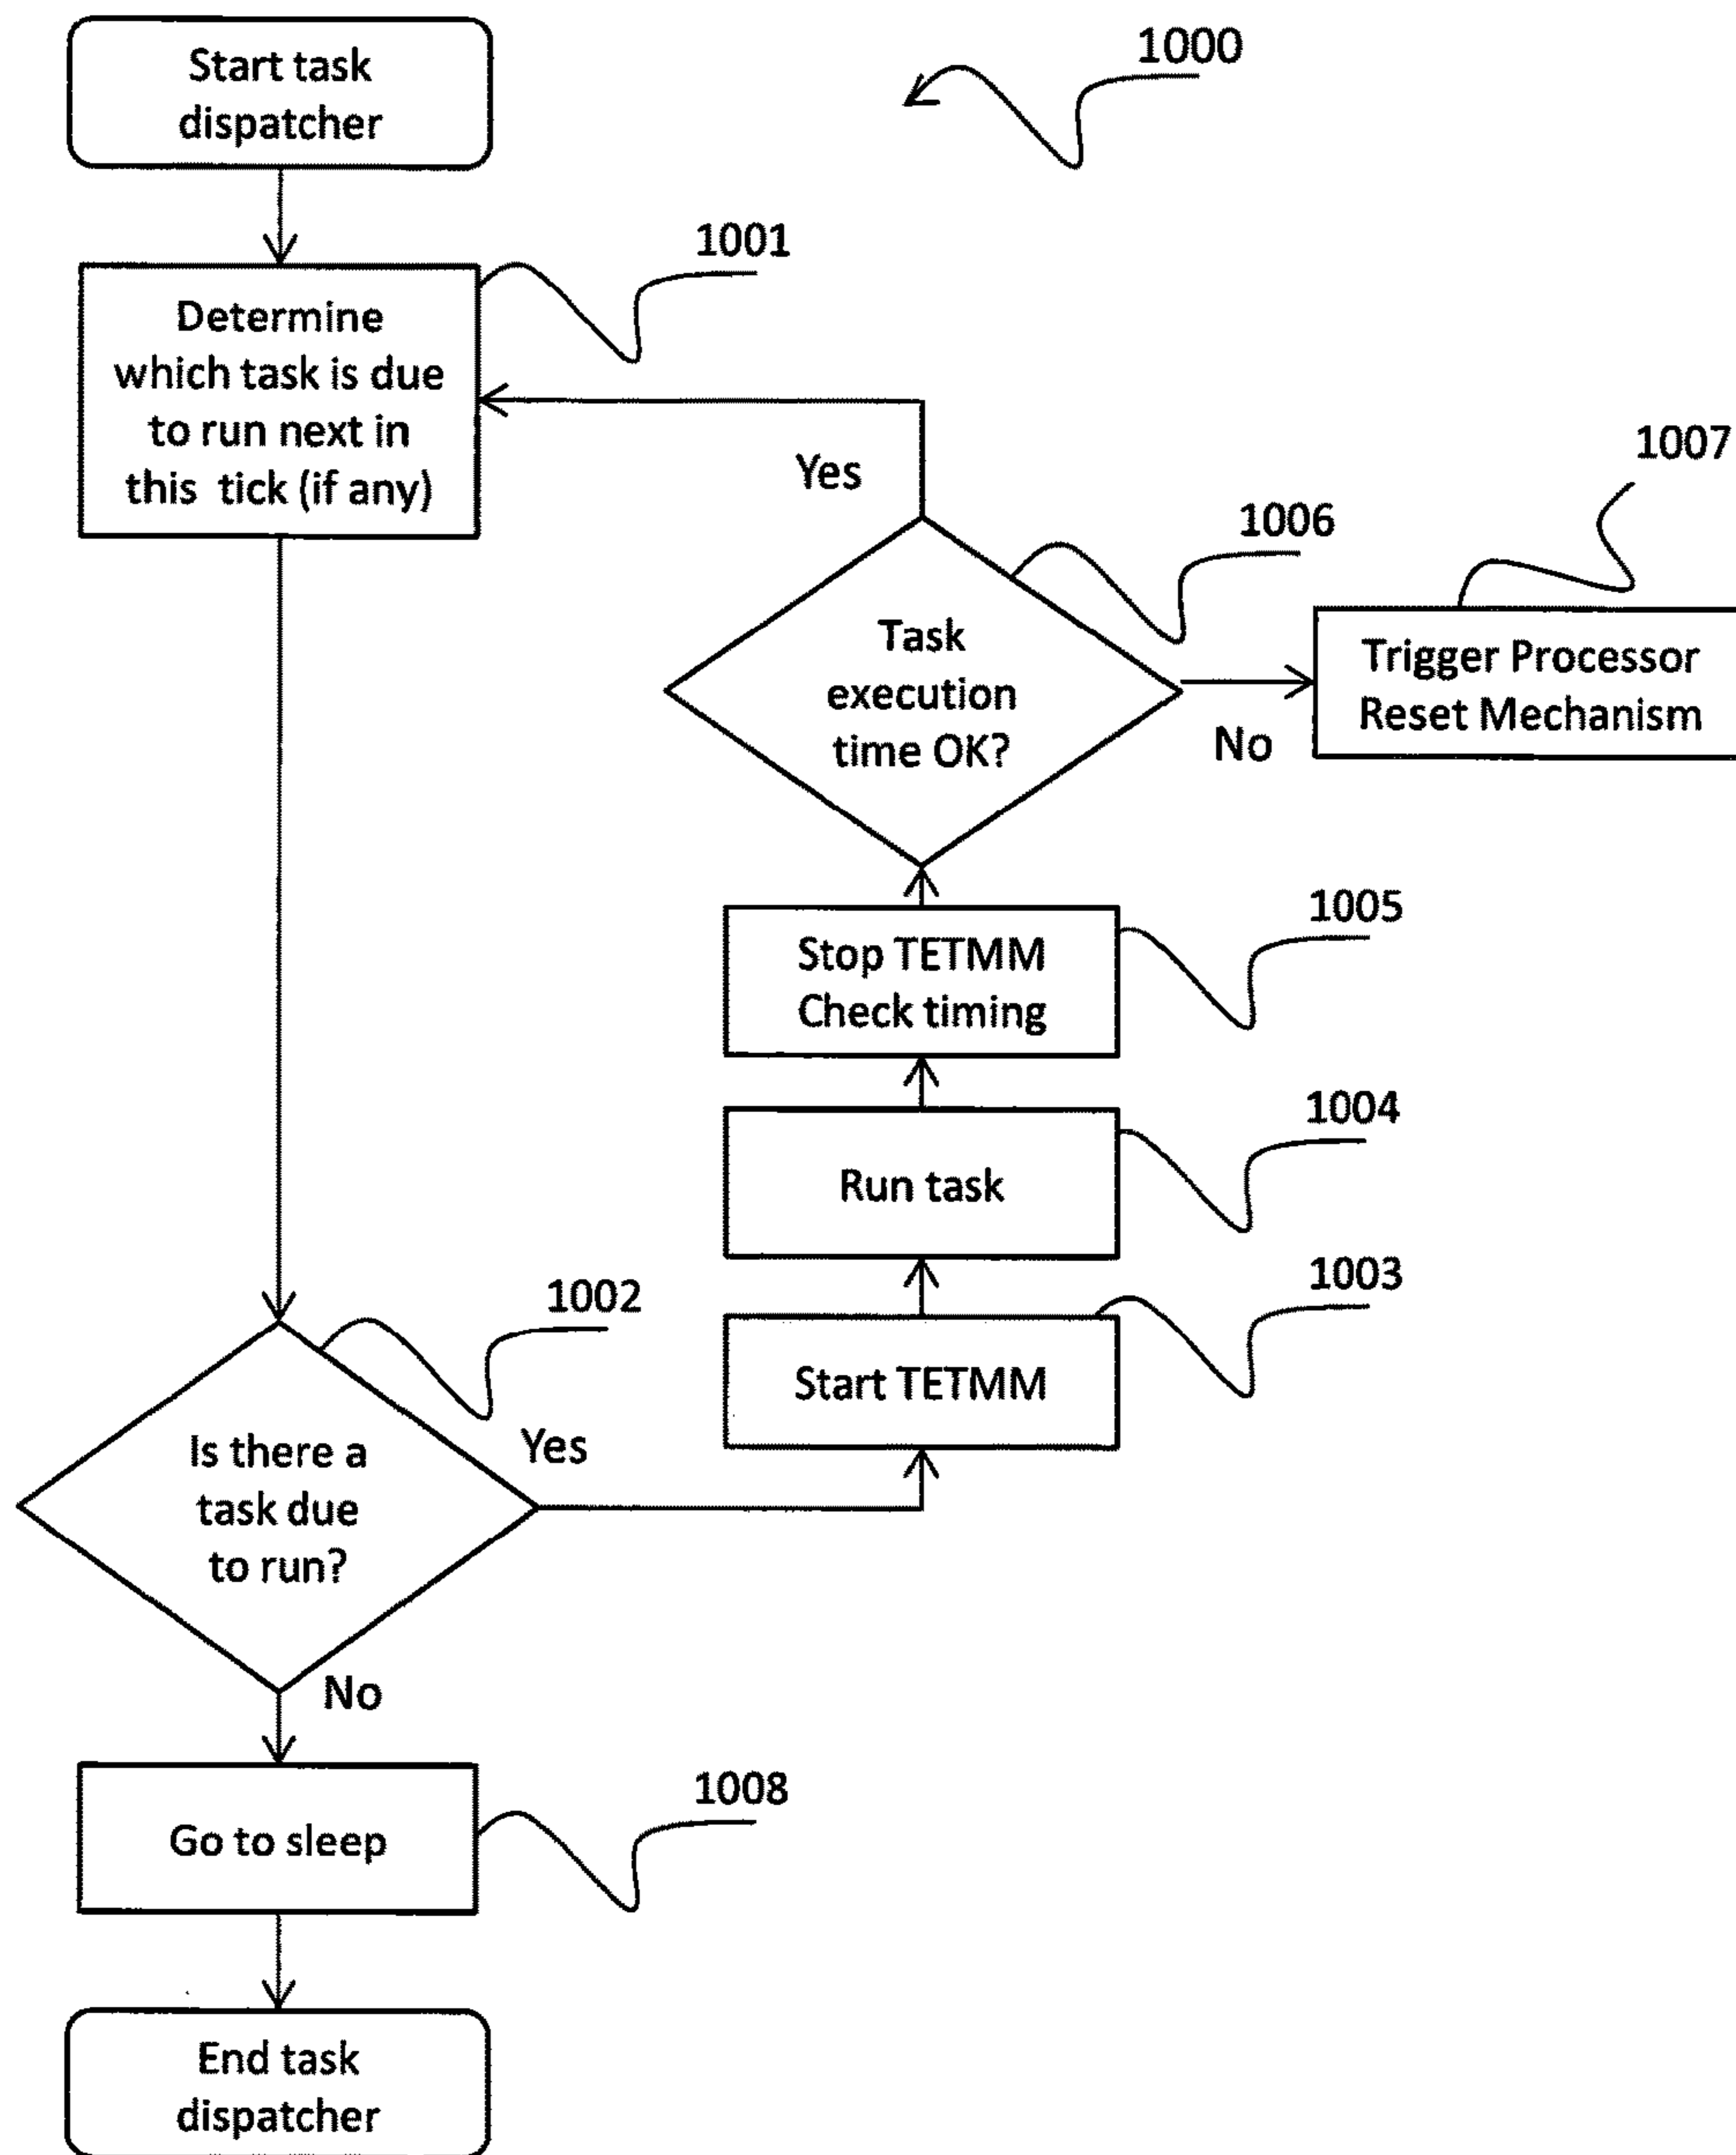 Start task
dispatcher
1000
1001
Determine
which task is due
to run next in
this tick (if any)
Yes
1007
1006
Task
execution
time OK?
Trigger Processor
Reset Mechanism
No
1005
Stop TETMM
Check timing
1004
Run task
1003
Start TETMM
1002
Is there a
task due
to run?
Yes
No
1008
Go to sleep
End task
dispatcher